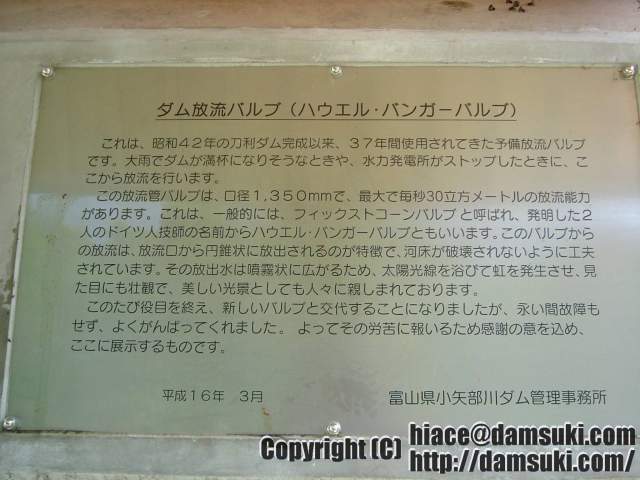 ダム放流バルブ（ハウエル・バンガーバルブ）
これは、昭和４２年の刀利ダム完成以来、３７年間使用されてきた予備放流バルブ
です。大雨でダムが満杯になりそうなときや、水力発電所がストップしたときに、こ
こから放流を行います。
この放流管バルブは、口径１，３５０ｍｍで、最大で毎秒30立方メートルの放流能力
があります。これは、一般的には、フィックストコーンバルブと呼ばれ、発明した２
人のドイツ人技師の名前からハウエル・バンガーバルブともいいます。このバルブから
の放流は、放流口から円錐状に放出されるのが特徴で、河床が破壊されないように工夫
されています。その放出水は噴霧状に広がるため、太陽光線を浴びて虹を発生させ、見
た目にも壮観で、美しい光景としても人々に親しまれております。
このたび役目を終え、新しいバルブと交代することになりましたが、永い間故障も
せず、よくがんばってくれました。よってその労苦に報いるため感謝の意を込め、
ここに展示するものです。
平成１６年　３月　富山県小矢部川ダム管理事務所
Copyright (C) hiace@damsuki.com
http://damsuki.com/